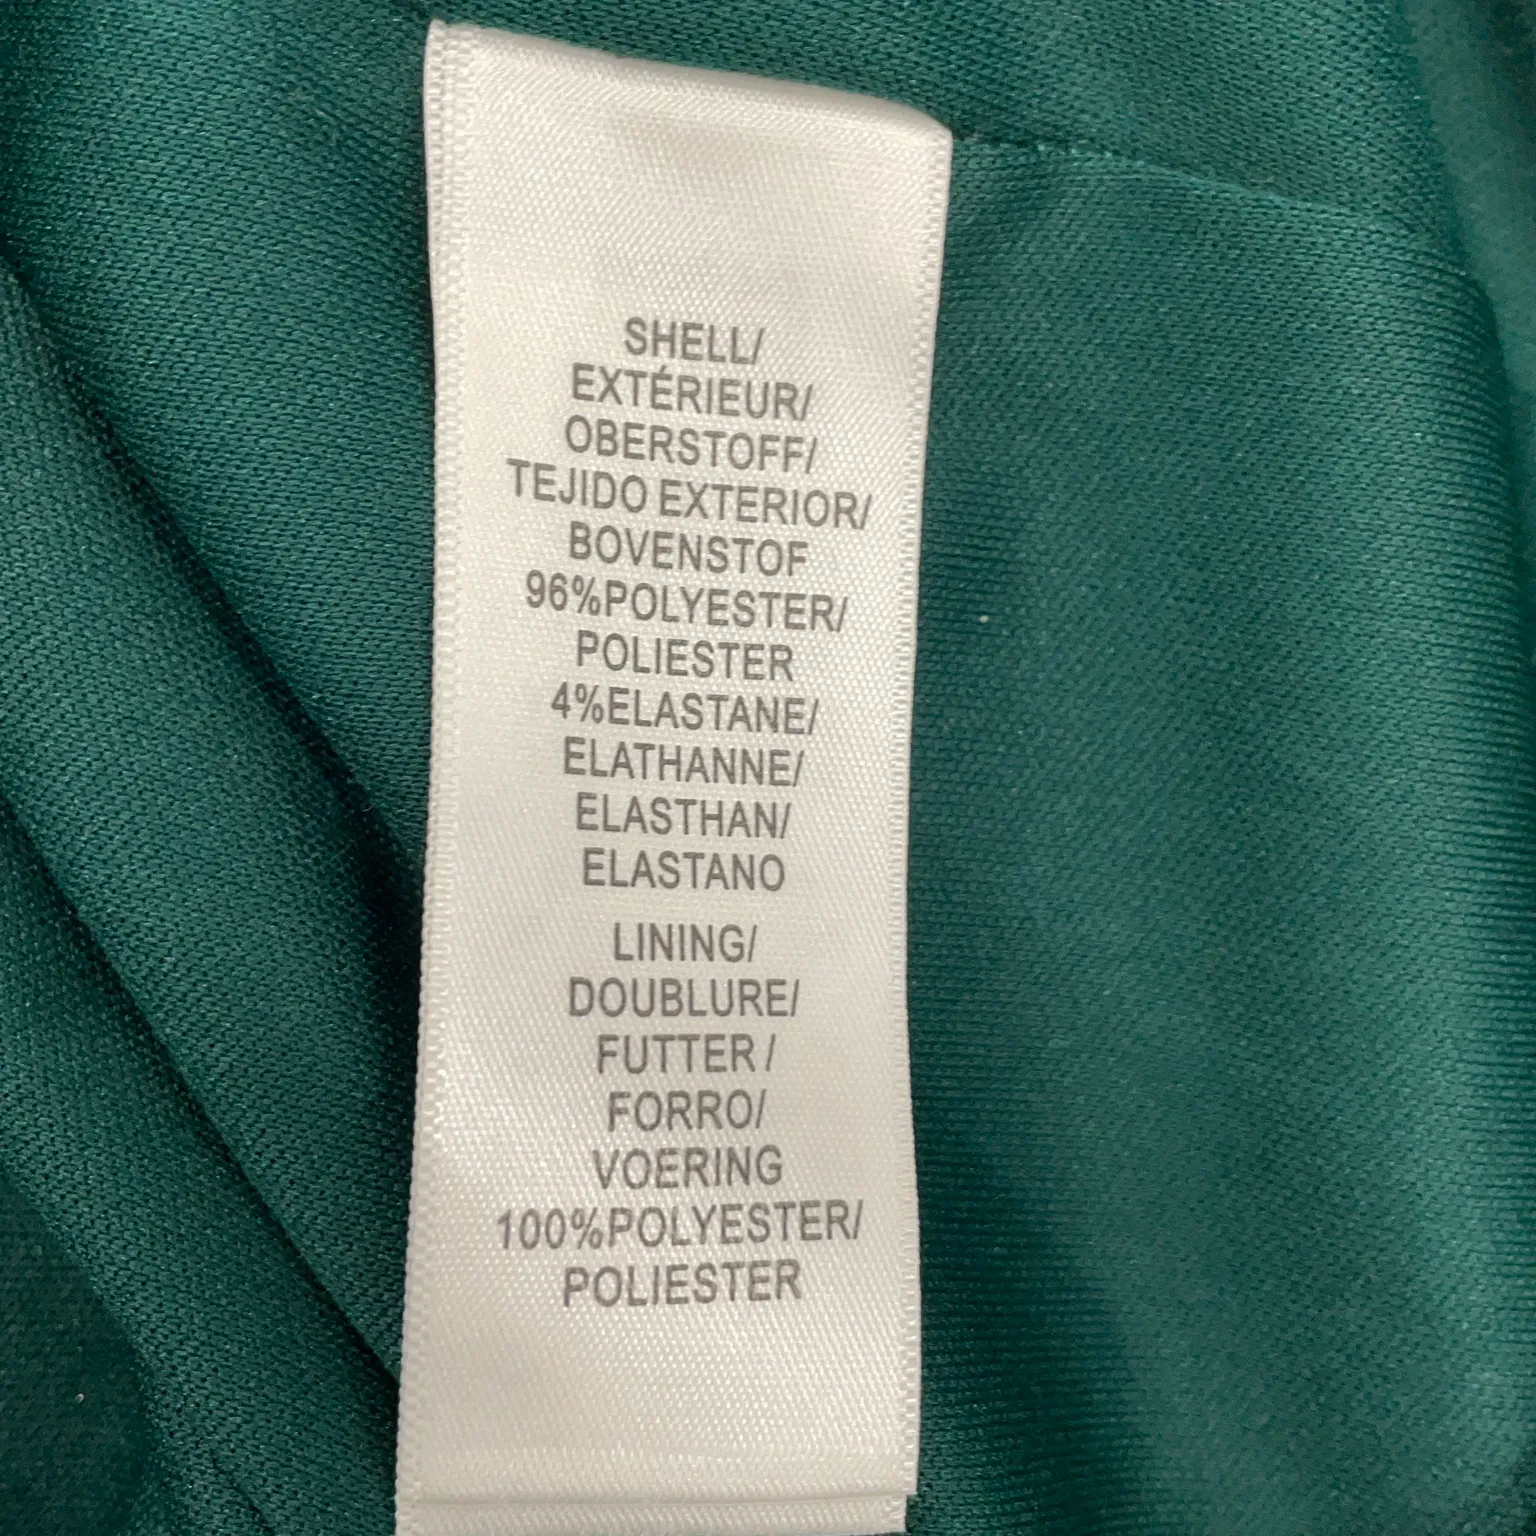 SHELL/
EXTÉRIEUR/
OBERSTOFF/
TEJIDO EXTERIOR/
BOVENSTOF
96%POLYESTER/
POLIESTER
4%ELASTANE/
ELATHANNE/
ELASTHAN/
ELASTANO
LINING/
DOUBLURE/
FUTTER /
FORRO/
VOERING
100%POLYESTER/
POLIESTER